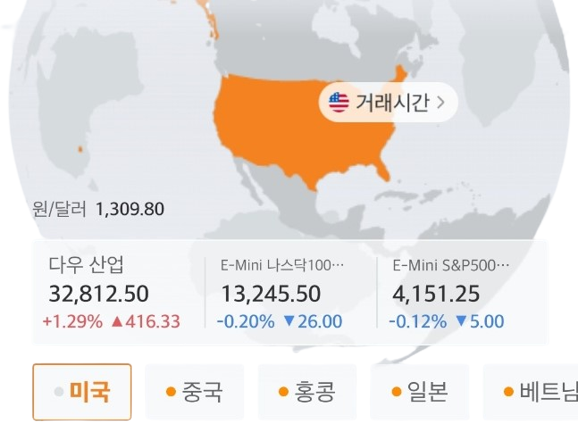 거래시간 >
원/달러 1,309.80
다우 산업
32,812.50
+1.29% ▲416.33
E-Mini 나스닥100…
13,245.50
-0.20% ▼26.00
E-Mini S&P500…
4,151.25
-0.12% ▼5.00
미국
중국
홍콩
일본
베트남